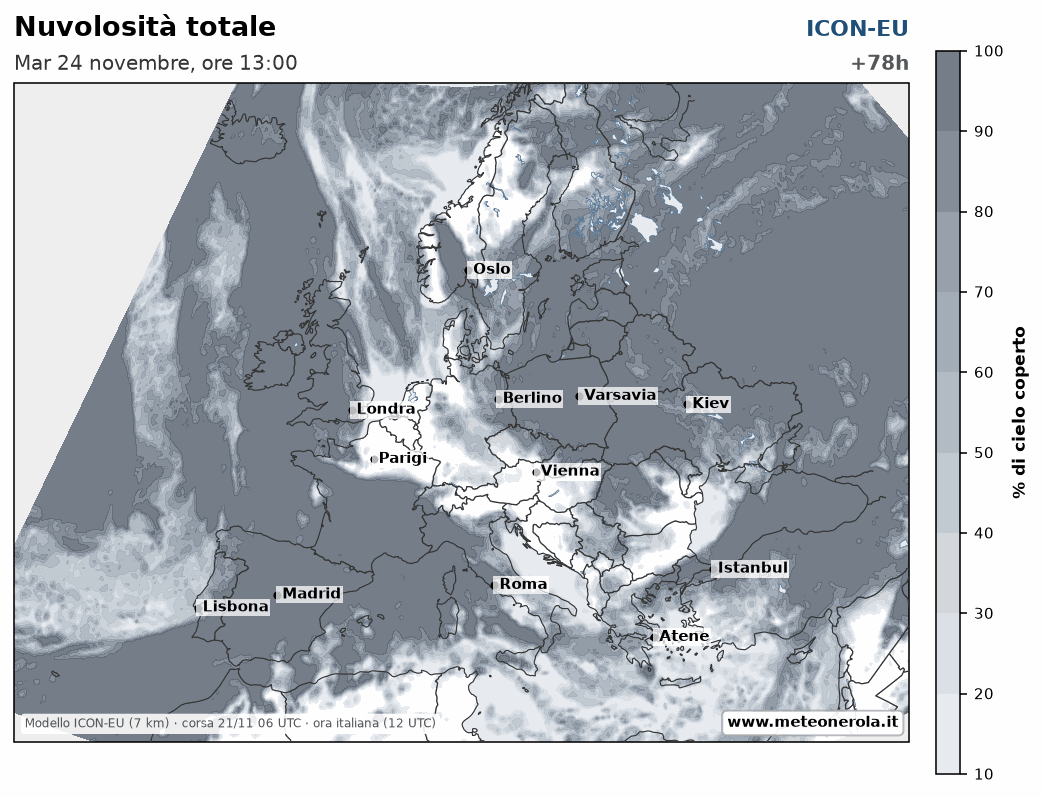 Nuvolosità totale
ICON-EU
Mar 24 novembre, ore 13:00
+78h
100
90
80
70
60
50
40
30
20
10
% di cielo coperto
Oslo
Berlino
Varsavia
Kiev
Londra
Parigi
Vienna
Istanbul
Roma
Madrid
Lisbona
Atene
Modello ICON-EU (7 km) · corsa 21/11 06 UTC · ora italiana (12 UTC)
www.meteonerola.it